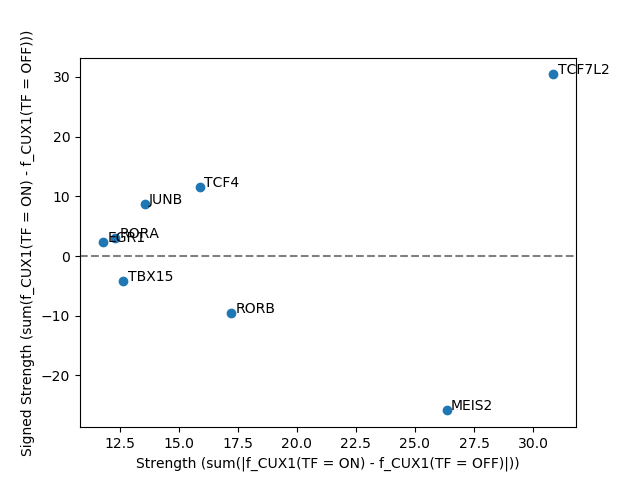 Signed Strength (sum(f_CUX1(TF = ON) - f_CUX1(TF = OFF)))
30
20
10
0
−10
−20
TCF7L2
TCF4
JUNB
RORA
EGR1
TBX15
RORB
MEIS2
12.5 15.0 17.5 20.0 22.5 25.0 27.5 30.0
Strength (sum(|f_CUX1(TF = ON) - f_CUX1(TF = OFF)|))